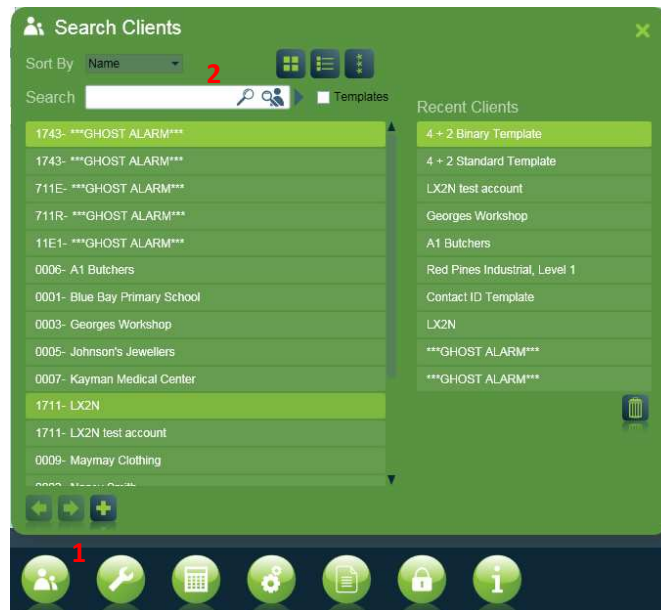 Search Clients
Sort By Name
2
Search
Templates
1743- ***GHOST ALARM***
1743- ***GHOST ALARM***
711E- ***GHOST ALARM***
711R- ***GHOST ALARM***
11E1- ***GHOST ALARM***
0006- A1 Butchers
0001- Blue Bay Primary School
0003- Georges Workshop
0005- Johnson's Jewellers
0007- Kayman Medical Center
1711- LX2N
1711- LX2N test account
0009- Maymay Clothing
Recent Clients
4 + 2 Binary Template
4 + 2 Standard Template
LX2N test account
Georges Workshop
A1 Butchers
Red Pines Industrial, Level 1
Contact ID Template
LX2N
***GHOST ALARM***
***GHOST ALARM***
1